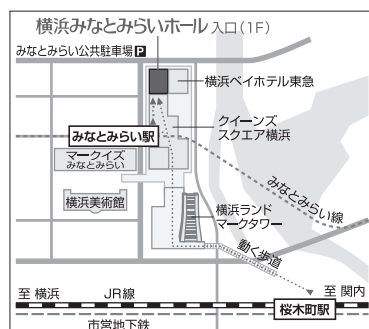 横浜みなとみらいホール 入口(1F)
みなとみらい公共駐車場 P
横浜ベイホテル東急
クイーンズ
スクエア横浜
みなとみらい駅
マークイズ
みなとみらい
みなとみらい線
横浜美術館
横浜ランド
マークタワー
動く歩道
至 横浜
JR線
至 関内
桜木町駅
市営地下鉄